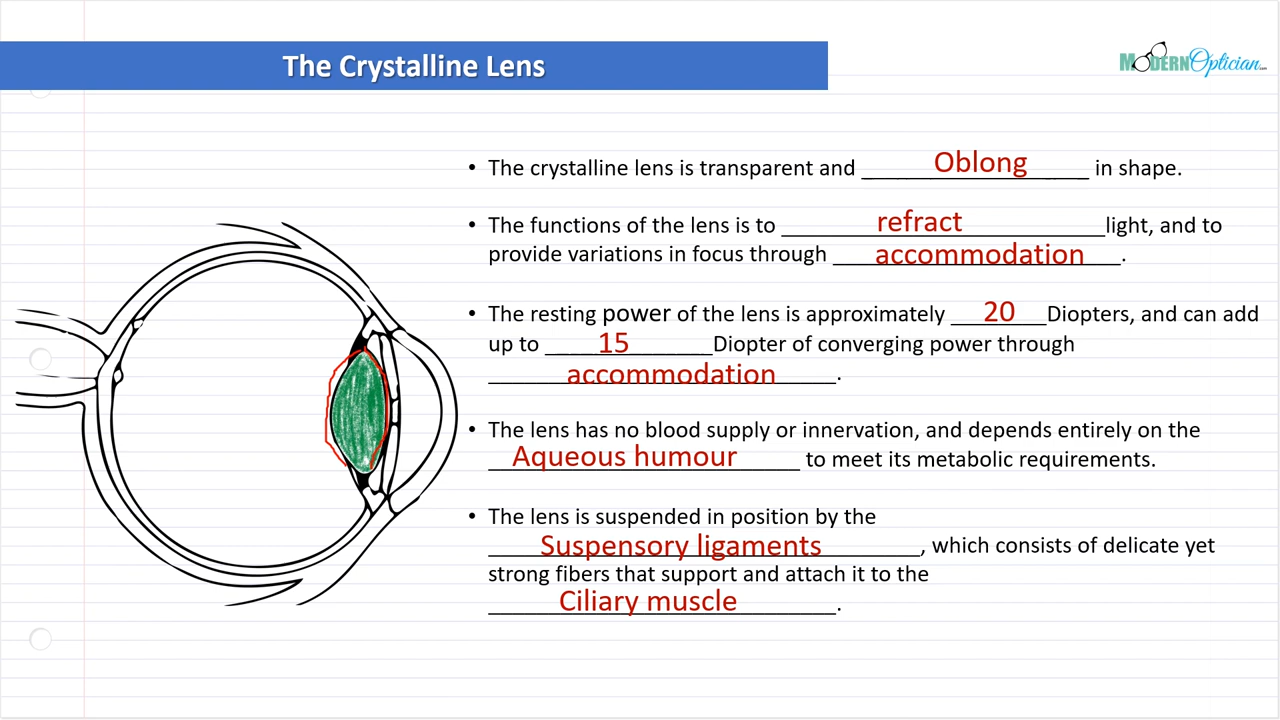 The Crystalline Lens
MODERNOptician.com
• The crystalline lens is transparent and Oblong in shape.
• The functions of the lens is to refract light, and to
provide variations in focus through accommodation.
• The resting power of the lens is approximately 20 Diopters, and can add
up to 15 Diopter of converging power through
accommodation.
• The lens has no blood supply or innervation, and depends entirely on the
Aqueous humour to meet its metabolic requirements.
• The lens is suspended in position by the
Suspensory ligaments, which consists of delicate yet
strong fibers that support and attach it to the
Ciliary muscle.